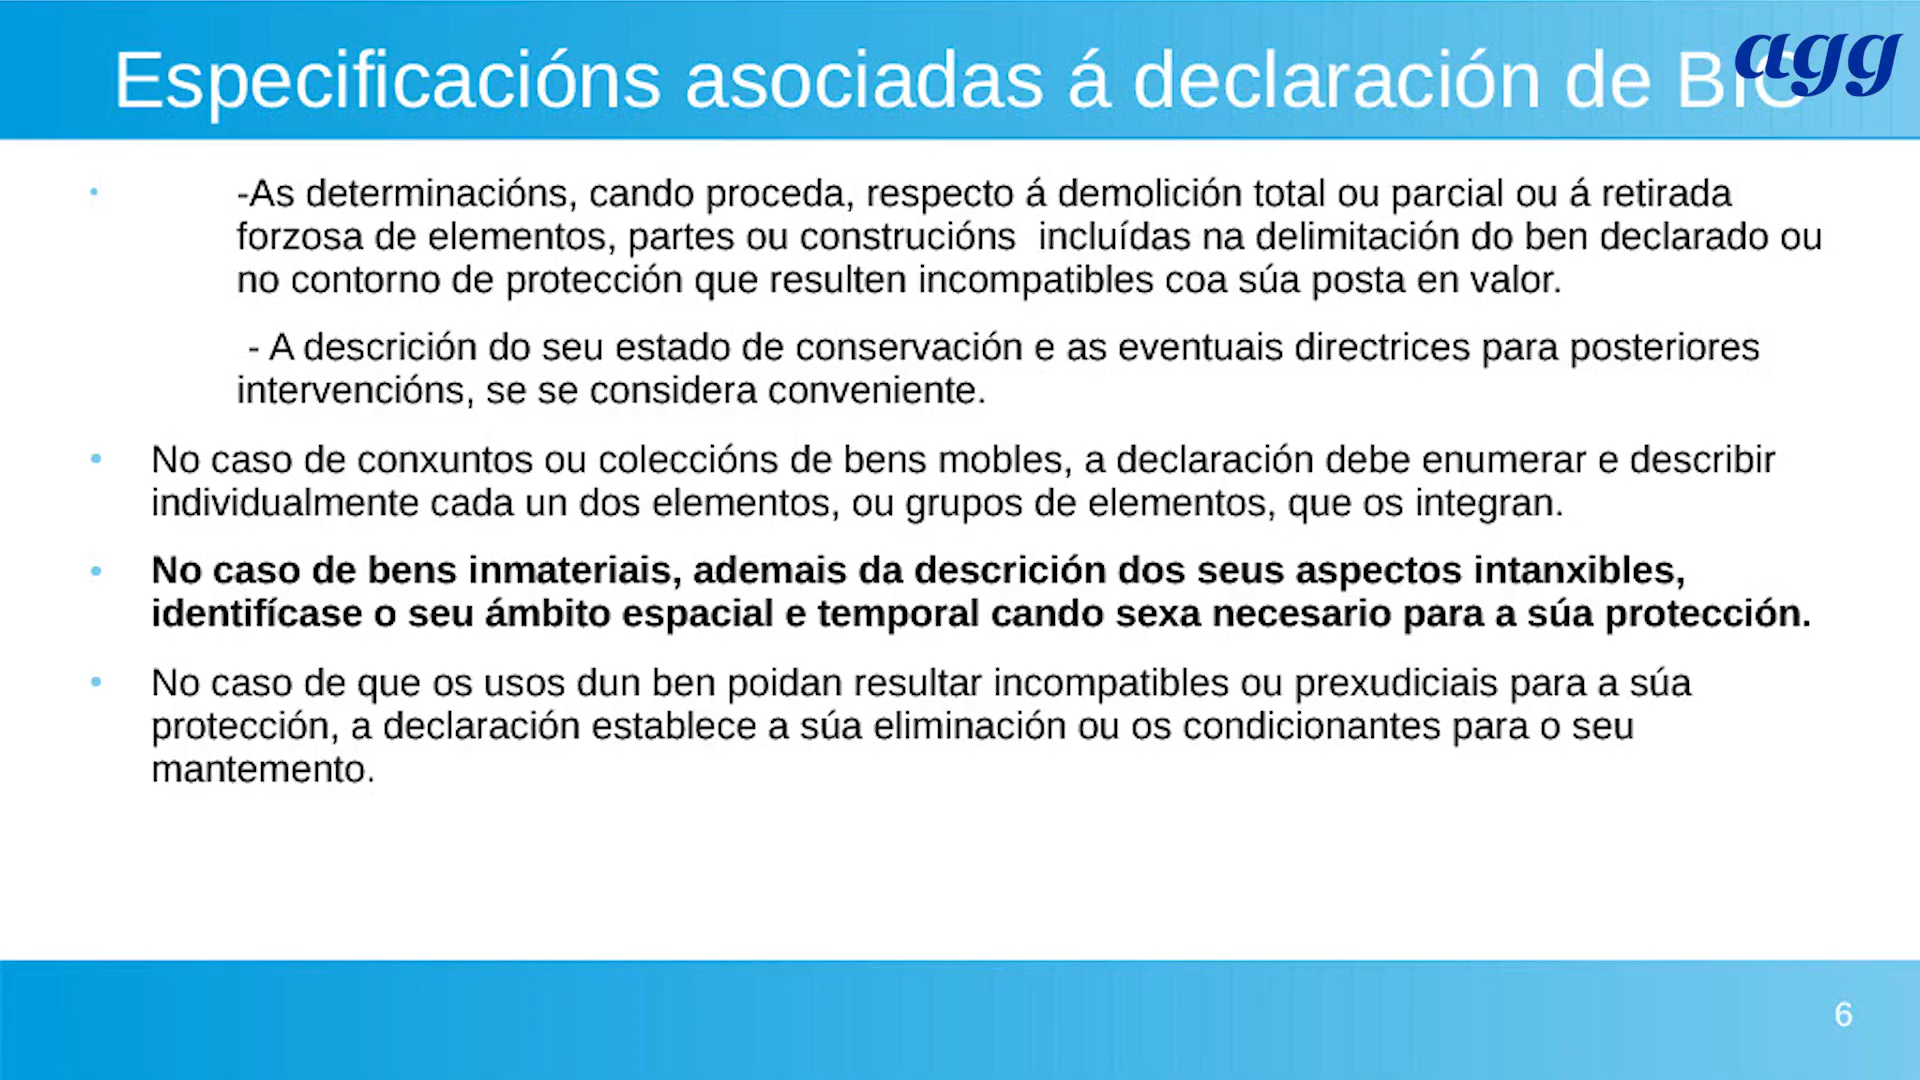 Especificacións asociadas á declaración de BIC
agg
-As determinacións, cando proceda, respecto á demolición total ou parcial ou á retirada
forzosa de elementos, partes ou construcións incluídas na delimitación do ben declarado ou
no contorno de protección que resulten incompatibles coa súa posta en valor.
- A descrición do seu estado de conservación e as eventuais directrices para posteriores
intervencións, se se considera conveniente.
• No caso de conxuntos ou coleccións de bens mobles, a declaración debe enumerar e describir
individualmente cada un dos elementos, ou grupos de elementos, que os integran.
• No caso de bens inmateriais, ademais da descrición dos seus aspectos intanxibles,
identifícase o seu ámbito espacial e temporal cando sexa necesario para a súa protección.
• No caso de que os usos dun ben poidan resultar incompatibles ou prexudiciais para a súa
protección, a declaración establece a súa eliminación ou os condicionantes para o seu
mantemento.
6